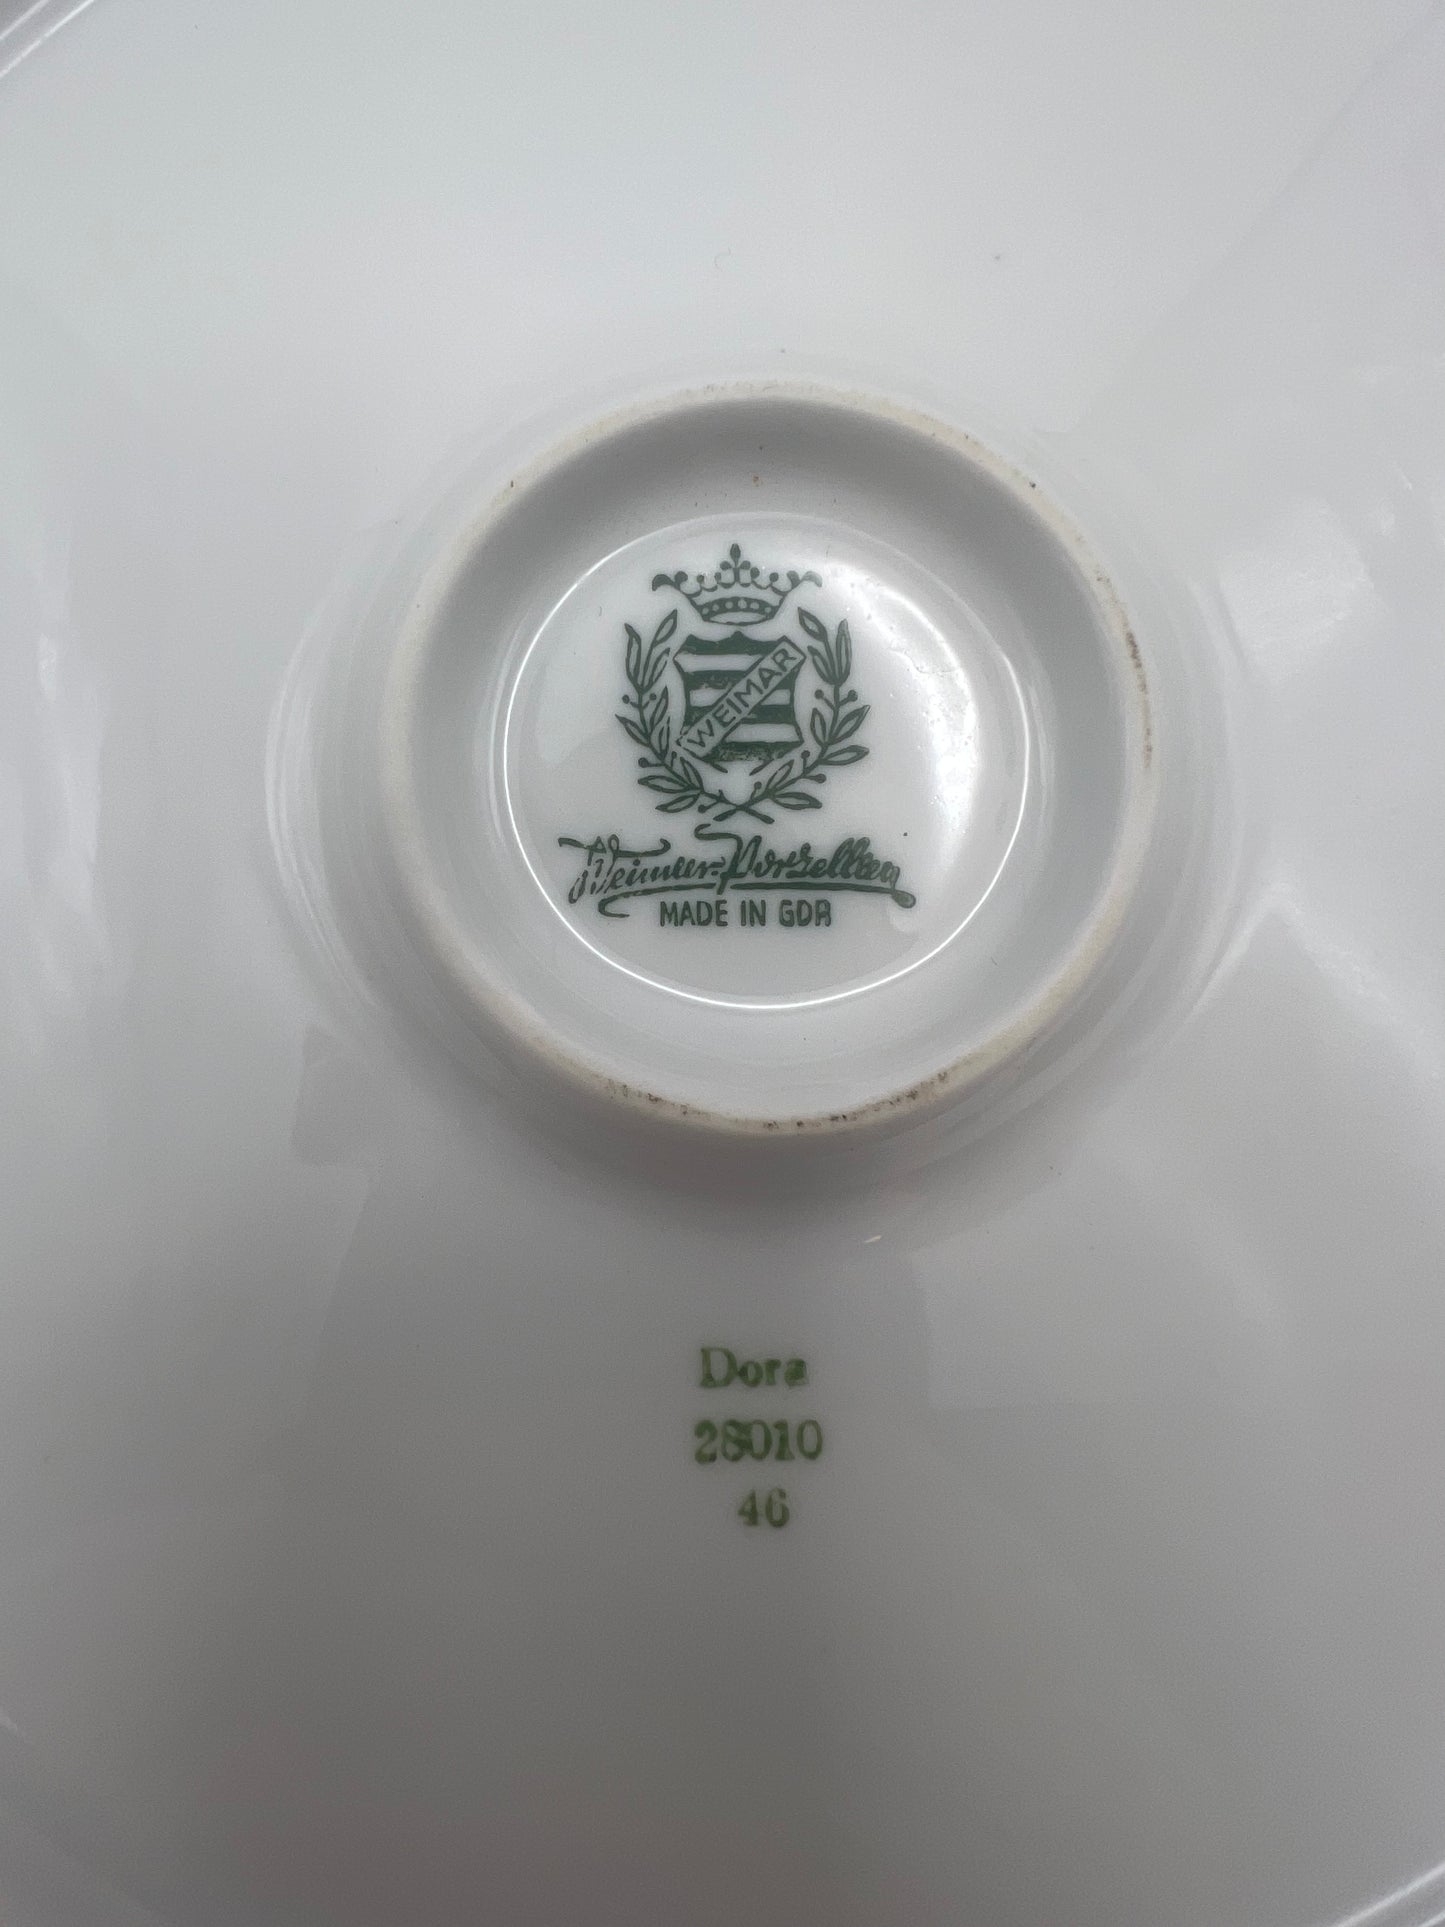 WEIMAR
Weimar Porzellan
MADE IN GDR
Dora
28010
46